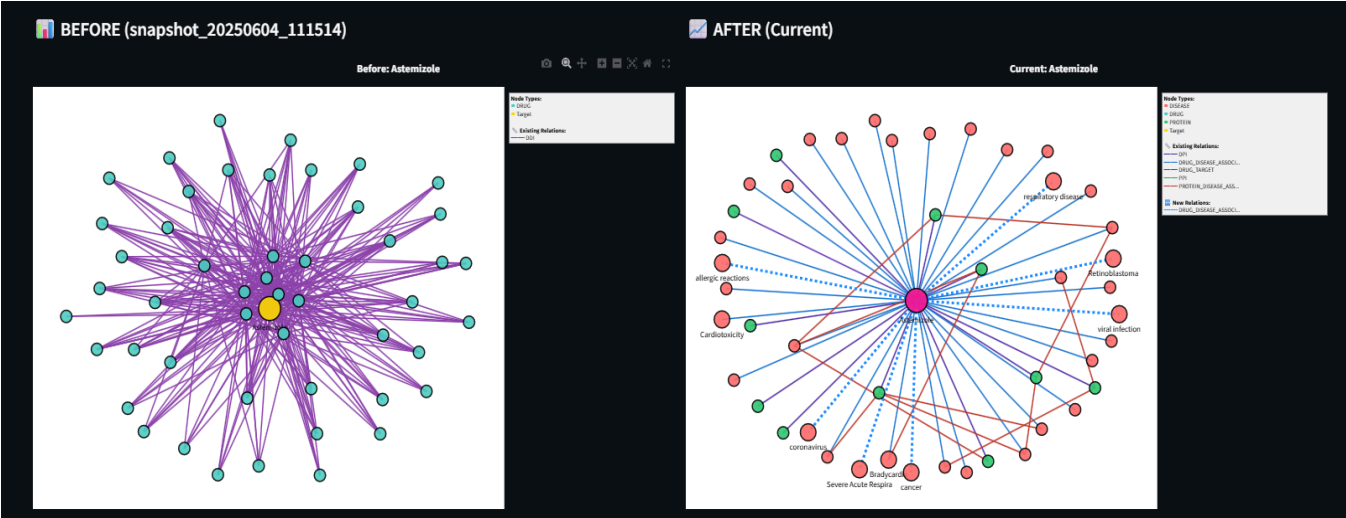 BEFORE (snapshot_20250604_111514)
AFTER (Current)
Before: Astemizole
Current: Astemizole
Node Types:
DRUG
Target
Existing Relations:
DDI
Node Types:
DISEASE
DRUG
PROTEIN
Target
Existing Relations:
DPI
DRUG_DISEASE_ASSOCI...
DRUG_TARGET
PPI
PROTEIN_DISEASE_ASS...
New Relations:
DRUG_DISEASE_ASSOCI...
respiratory disease
allergic reactions
Retinoblastoma
Cardiotoxicity
viral infection
coronavirus
Severe Acute Respira
Bradycardi
cancer